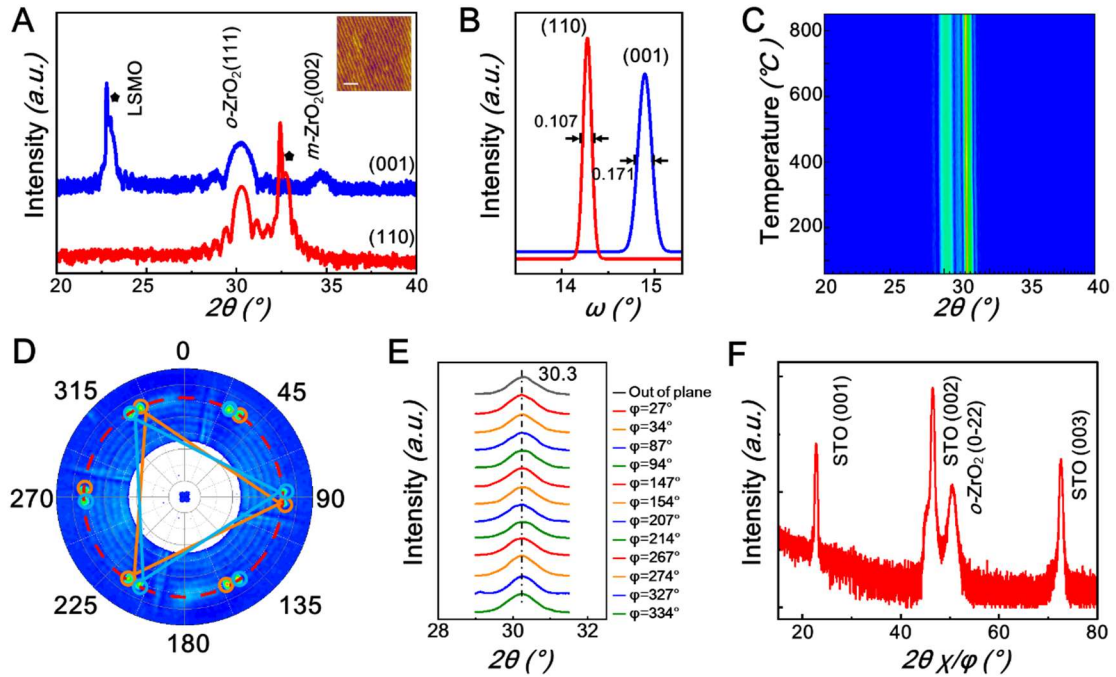 A
Intensity (a.u.)
LSMO
o-ZrO2(111)
m-ZrO2(002)
(001)
(110)
20
25
30
35
40
2θ (°)
B
Intensity (a.u.)
(110)
(001)
0.107
0.171
14
15
ω (°)
C
Temperature (℃)
800
600
400
200
20
30
40
2θ (°)
D
0
45
90
135
180
225
270
315
E
Intensity (a.u.)
30.3
28
30
32
2θ (°)
Out of plane
φ=27°
φ=34°
φ=87°
φ=94°
φ=147°
φ=154°
φ=207°
φ=214°
φ=267°
φ=274°
φ=327°
φ=334°
F
Intensity (a.u.)
STO (001)
STO (002)
o-ZrO2 (0-22)
STO (003)
20
40
60
80
2θ χ/φ (°)